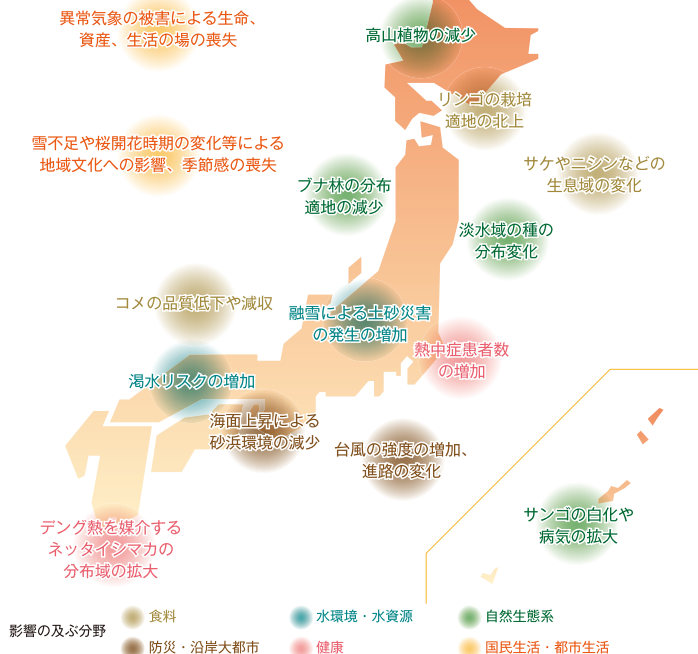 異常気象の被害による生命、
資産、生活の場の喪失
高山植物の減少
リンゴの栽培
適地の北上
雪不足や桜開花時期の変化等による
地域文化への影響、季節感の喪失
サケやニシンなどの
生息域の変化
ブナ林の分布
適地の減少
淡水域の種の
分布変化
コメの品質低下や減収
融雪による土砂災害
の発生の増加
熱中症患者数
の増加
渇水リスクの増加
海面上昇による
砂浜環境の減少
台風の強度の増加、
進路の変化
サンゴの白化や
病気の拡大
デング熱を媒介する
ネッタイシマカの
分布域の拡大
影響の及ぶ分野
食料
水環境・水資源
自然生態系
防災・沿岸大都市
健康
国民生活・都市生活